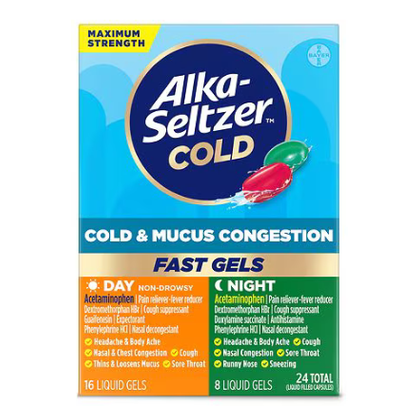 MAXIMUM
STRENGTH
BAYER
Alka-
Seltzer™
COLD
COLD & MUCUS CONGESTION
FAST GELS
DAY NON-DROWSY
Acetaminophen | Pain reliever-fever reducer
Dextromethorphan HBr | Cough suppressant
Guaifenesin | Expectorant
Phenylephrine HCl | Nasal decongestant
Headache & Body Ache
Nasal & Chest Congestion Cough
Thins & Loosens Mucus Sore Throat
16 LIQUID GELS
NIGHT
Acetaminophen | Pain reliever-fever reducer
Dextromethorphan HBr | Cough suppressant
Doxylamine succinate | Antihistamine
Phenylephrine HCl | Nasal decongestant
Headache & Body Ache Cough
Nasal Congestion Sore Throat
Runny Nose Sneezing
8 LIQUID GELS
24 TOTAL
(LIQUID FILLED CAPSULES)